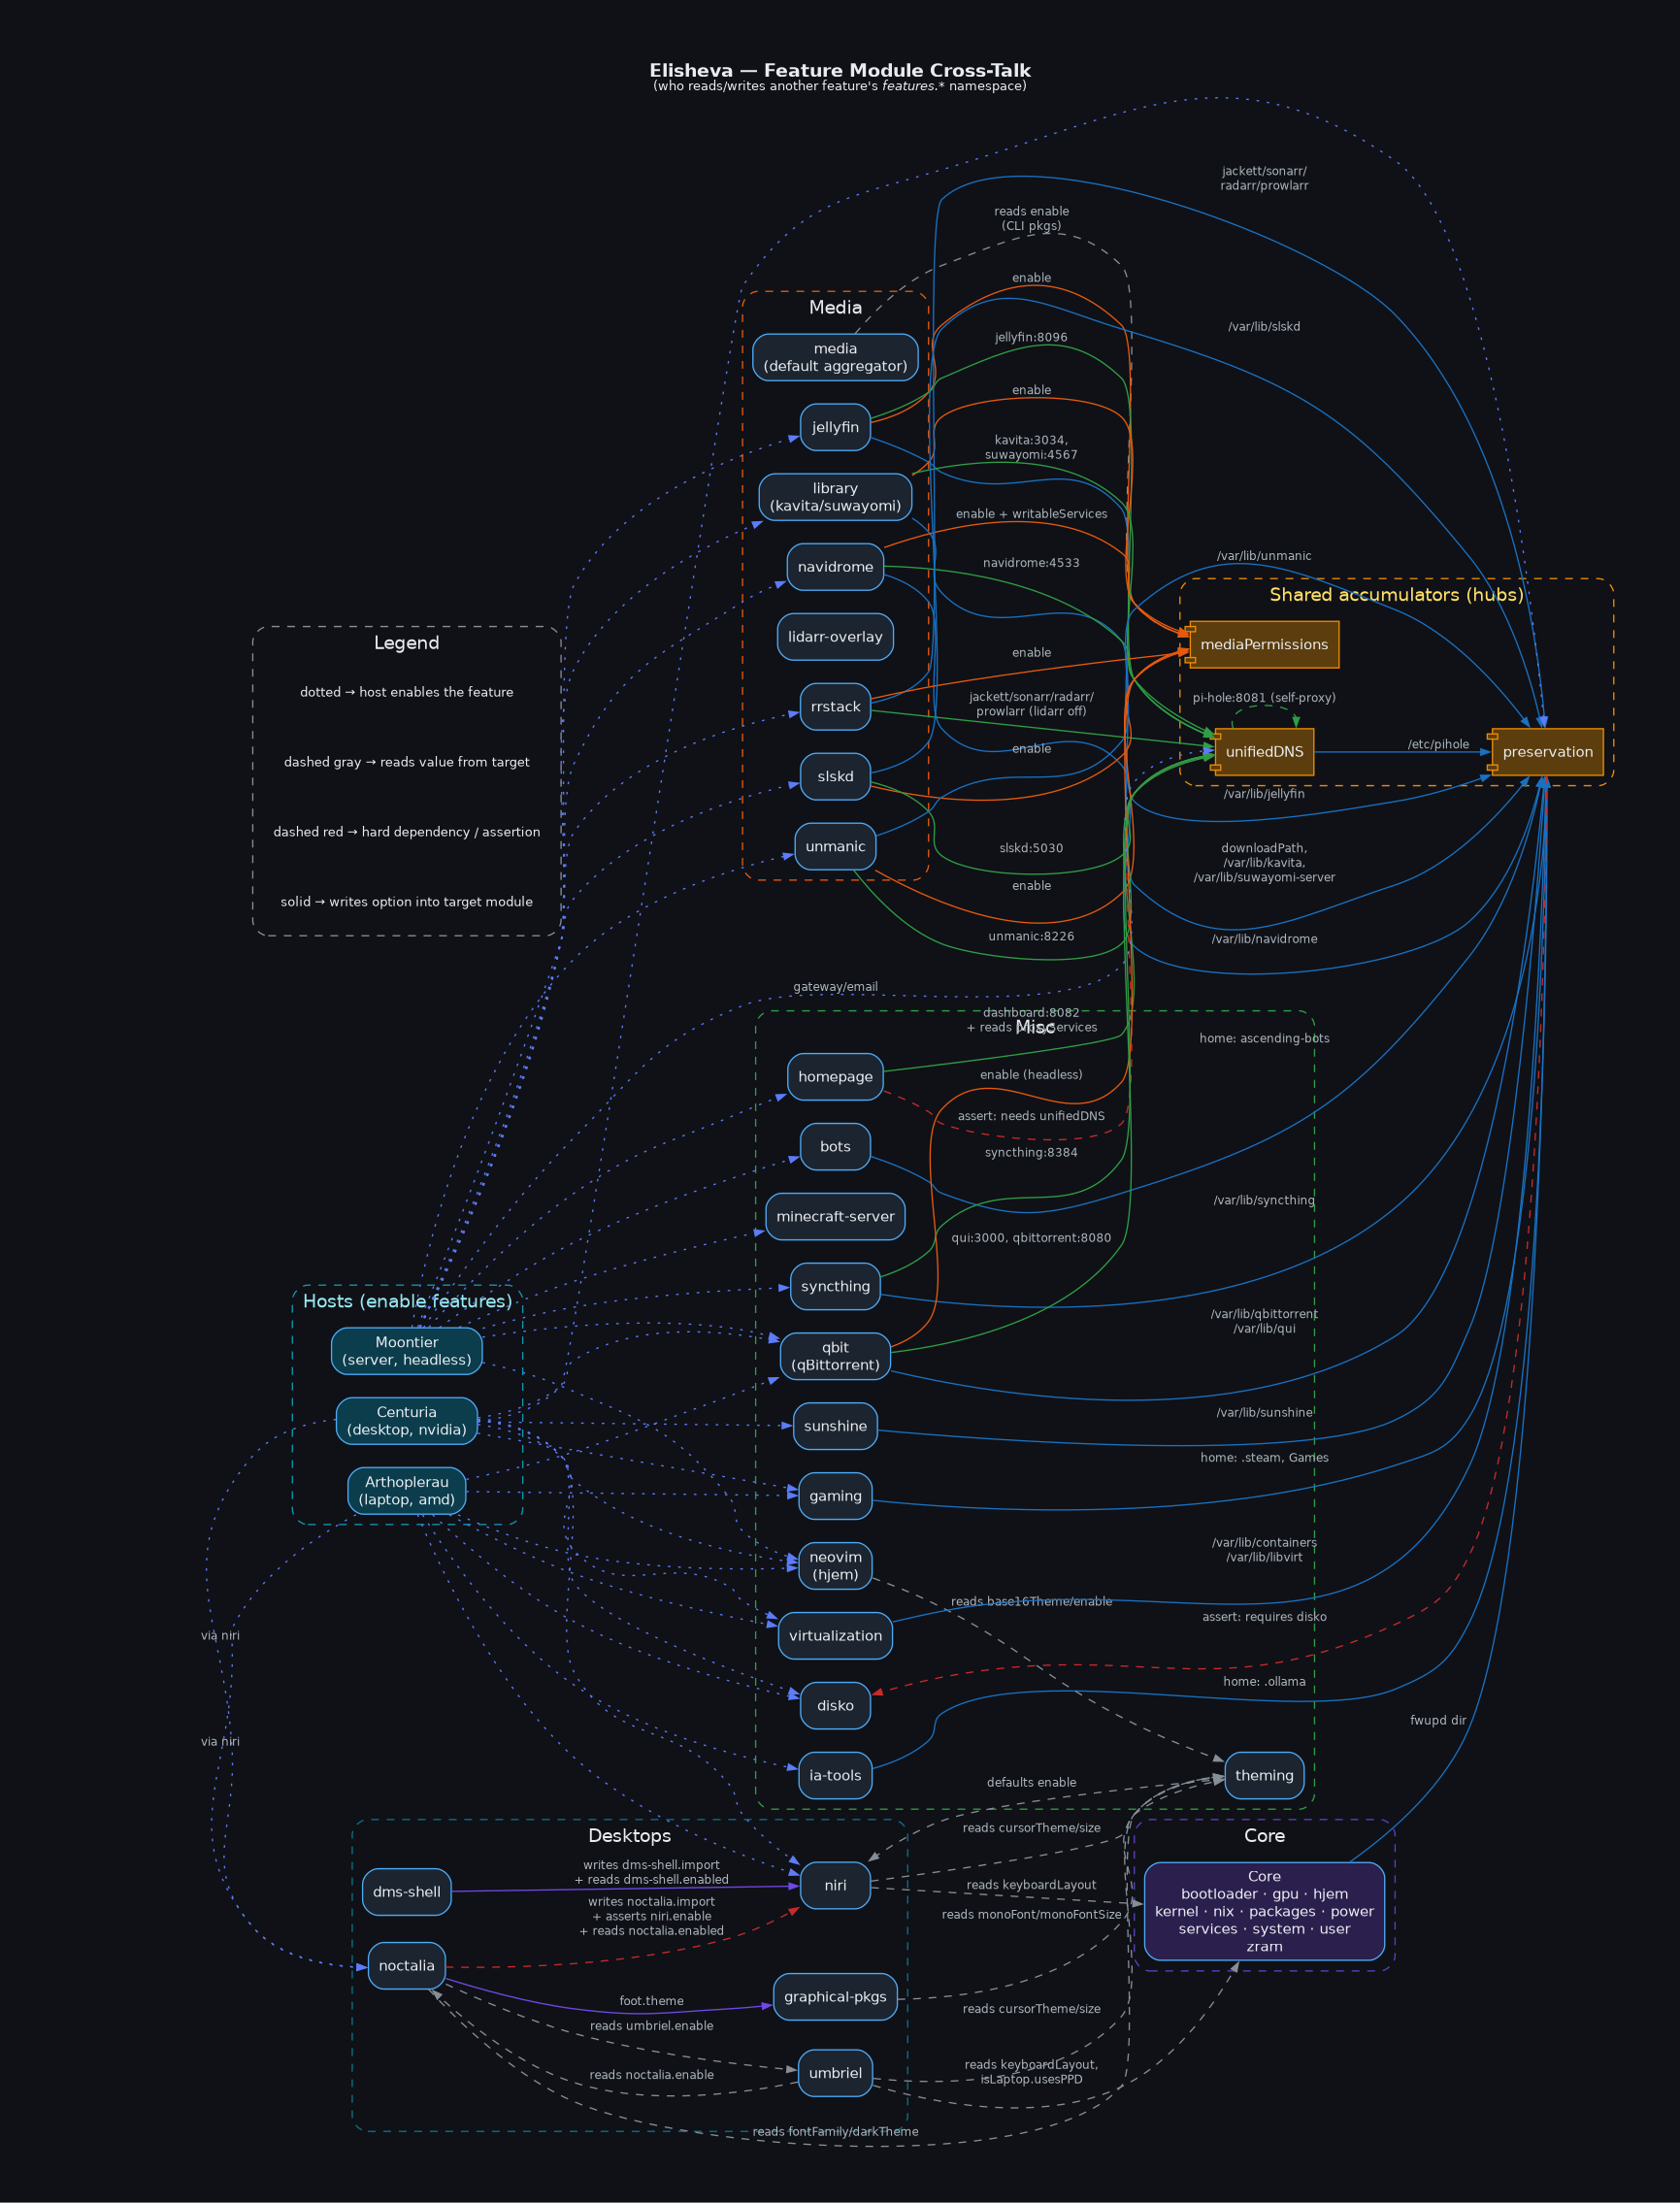 Elisheva — Feature Module Cross-Talk
(who reads/writes another feature's features.* namespace)
jackett/sonarr/
radarr/prowlarr
reads enable
(CLI pkgs)
enable
Media
/var/lib/slskd
jellyfin:8096
media
(default aggregator)
enable
jellyfin
kavita:3034,
suwayomi:4567
library
(kavita/suwayomi)
enable + writableServices
navidrome:4533
navidrome
/var/lib/unmanic
Shared accumulators (hubs)
lidarr-overlay
mediaPermissions
enable
Legend
dotted → host enables the feature
dashed gray → reads value from target
dashed red → hard dependency / assertion
solid → writes option into target module
rrstack
jackett/sonarr/radarr/
prowlarr (lidarr off)
pi-hole:8081 (self-proxy)
enable
unifiedDNS
/etc/pihole
preservation
slskd
/var/lib/jellyfin
unmanic
slskd:5030
downloadPath,
/var/lib/kavita,
/var/lib/suwayomi-server
enable
unmanic:8226
/var/lib/navidrome
gateway/email
dashboard:8082
+ reads services
Misc
home: ascending-bots
homepage
enable (headless)
assert: needs unifiedDNS
bots
syncthing:8384
minecraft-server
/var/lib/syncthing
qui:3000, qbittorrent:8080
syncthing
Hosts (enable features)
Moontier
(server, headless)
Centuria
(desktop, nvidia)
Arthoplerau
(laptop, amd)
/var/lib/qbittorrent
/var/lib/qui
qbit
(qBittorrent)
/var/lib/sunshine
sunshine
home: .steam, Games
gaming
/var/lib/containers
/var/lib/libvirt
neovim
(hjem)
reads base16Theme/enable
assert: requires disko
virtualization
via niri
home: .ollama
disko
fwupd dir
via niri
ia-tools
theming
defaults enable
Desktops
reads cursorTheme/size
Core
writes dms-shell.import
+ reads dms-shell.enabled
dms-shell
niri
reads keyboardLayout
Core
bootloader · gpu · hjem
kernel · nix · packages · power
services · system · user
zram
writes noctalia.import
+ asserts niri.enable
+ reads noctalia.enabled
reads monoFont/monoFontSize
noctalia
foot.theme
graphical-pkgs
reads cursorTheme/size
reads umbriel.enable
reads noctalia.enable
umbriel
reads keyboardLayout,
isLaptop.usesPPD
reads fontFamily/darkTheme